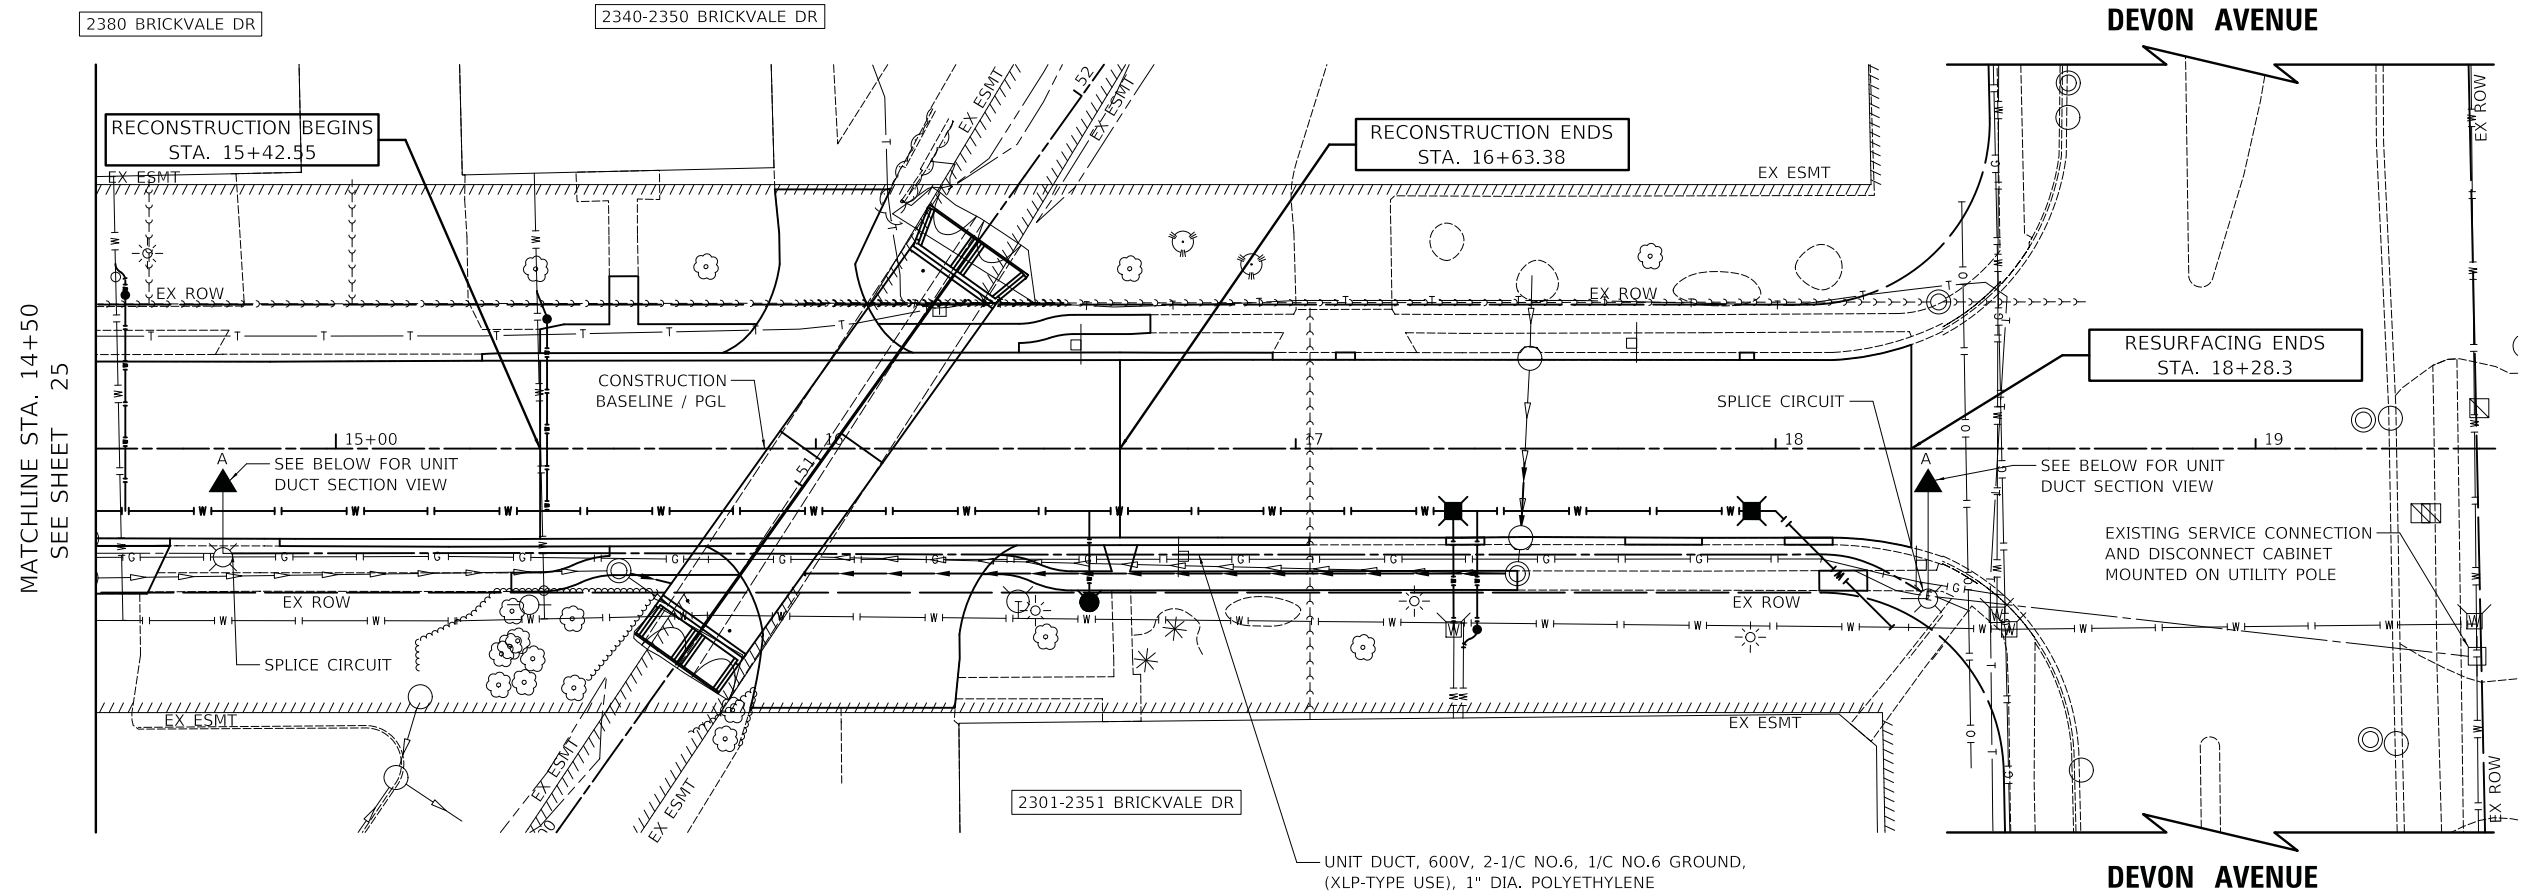 2380 BRICKVALE DR
2340-2350 BRICKVALE DR
DEVON AVENUE
RECONSTRUCTION BEGINS
STA. 15+42.55
RECONSTRUCTION ENDS
STA. 16+63.38
EX ESMT
EX ESMT
52
EX ESMT
EX ESMT
EX ROW
EX ROW
EX ROW
MATCHLINE STA. 14+50
SEE SHEET 25
RESURFACING ENDS
STA. 18+28.3
CONSTRUCTION
BASELINE / PGL
SPLICE CIRCUIT
15+00
16
17
18
19
A
SEE BELOW FOR UNIT
DUCT SECTION VIEW
51
A
SEE BELOW FOR UNIT
DUCT SECTION VIEW
EXISTING SERVICE CONNECTION
AND DISCONNECT CABINET
MOUNTED ON UTILITY POLE
EX ROW
EX ROW
SPLICE CIRCUIT
EX ESMT
EX ESMT
EX ESMT
EX ESMT
EX ROW
2301-2351 BRICKVALE DR
UNIT DUCT, 600V, 2-1/C NO.6, 1/C NO.6 GROUND,
(XLP-TYPE USE), 1" DIA. POLYETHYLENE
DEVON AVENUE